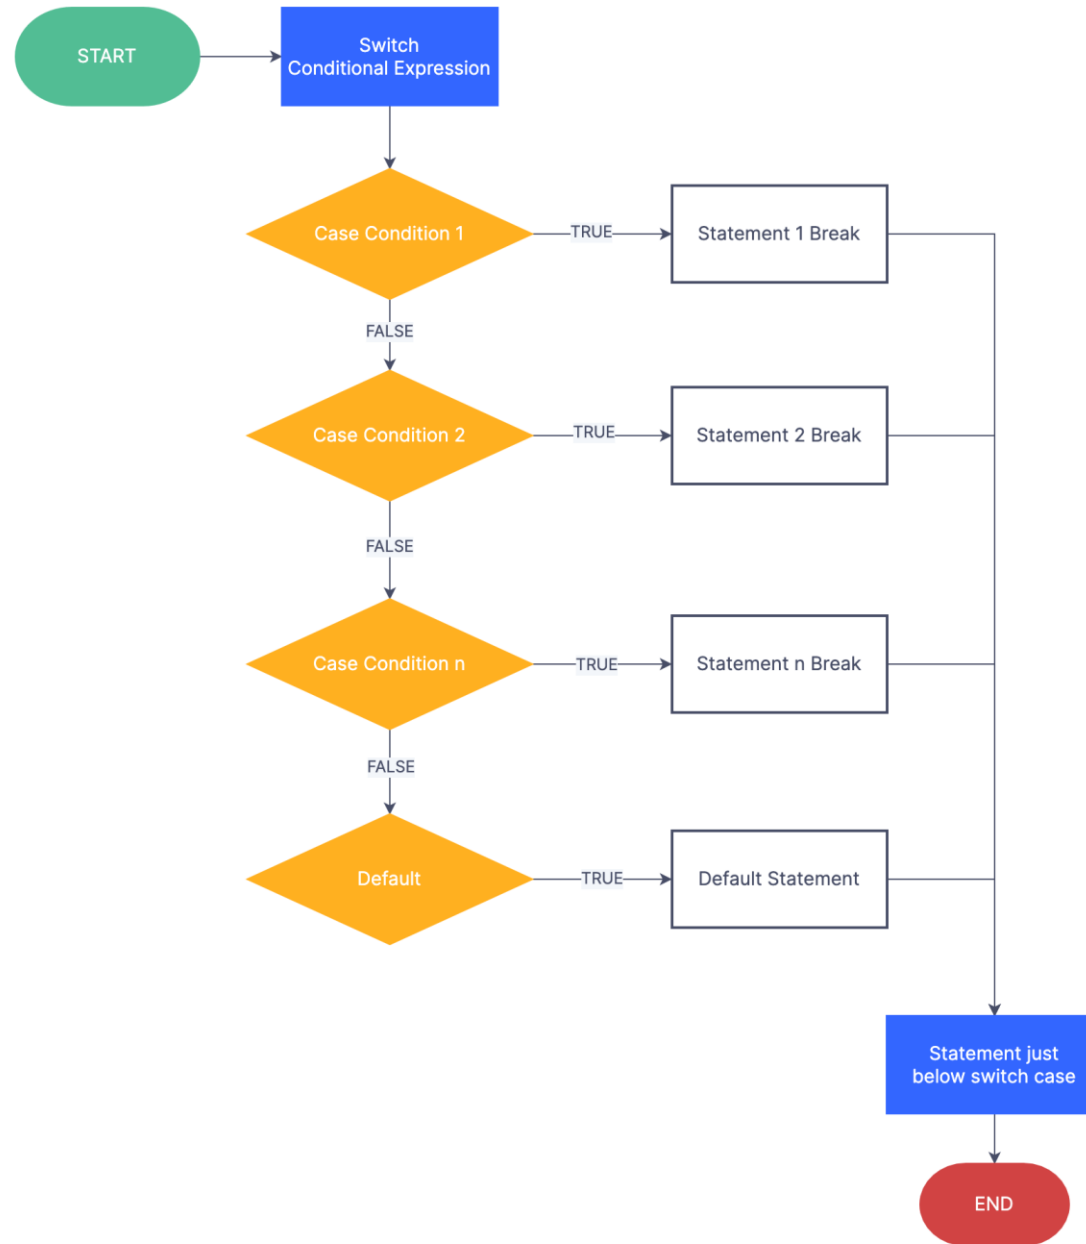 START
Switch
Conditional Expression
Case Condition 1
TRUE
Statement 1 Break
FALSE
Case Condition 2
TRUE
Statement 2 Break
FALSE
Case Condition n
TRUE
Statement n Break
FALSE
Default
TRUE
Default Statement
Statement just
below switch case
END